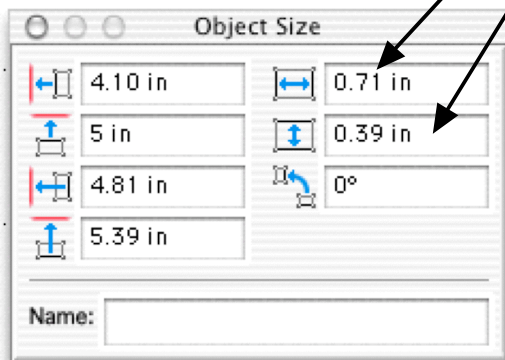 Object Size
4.10 in 0.71 in
5 in 0.39 in
4.81 in 0°
5.39 in
Name: